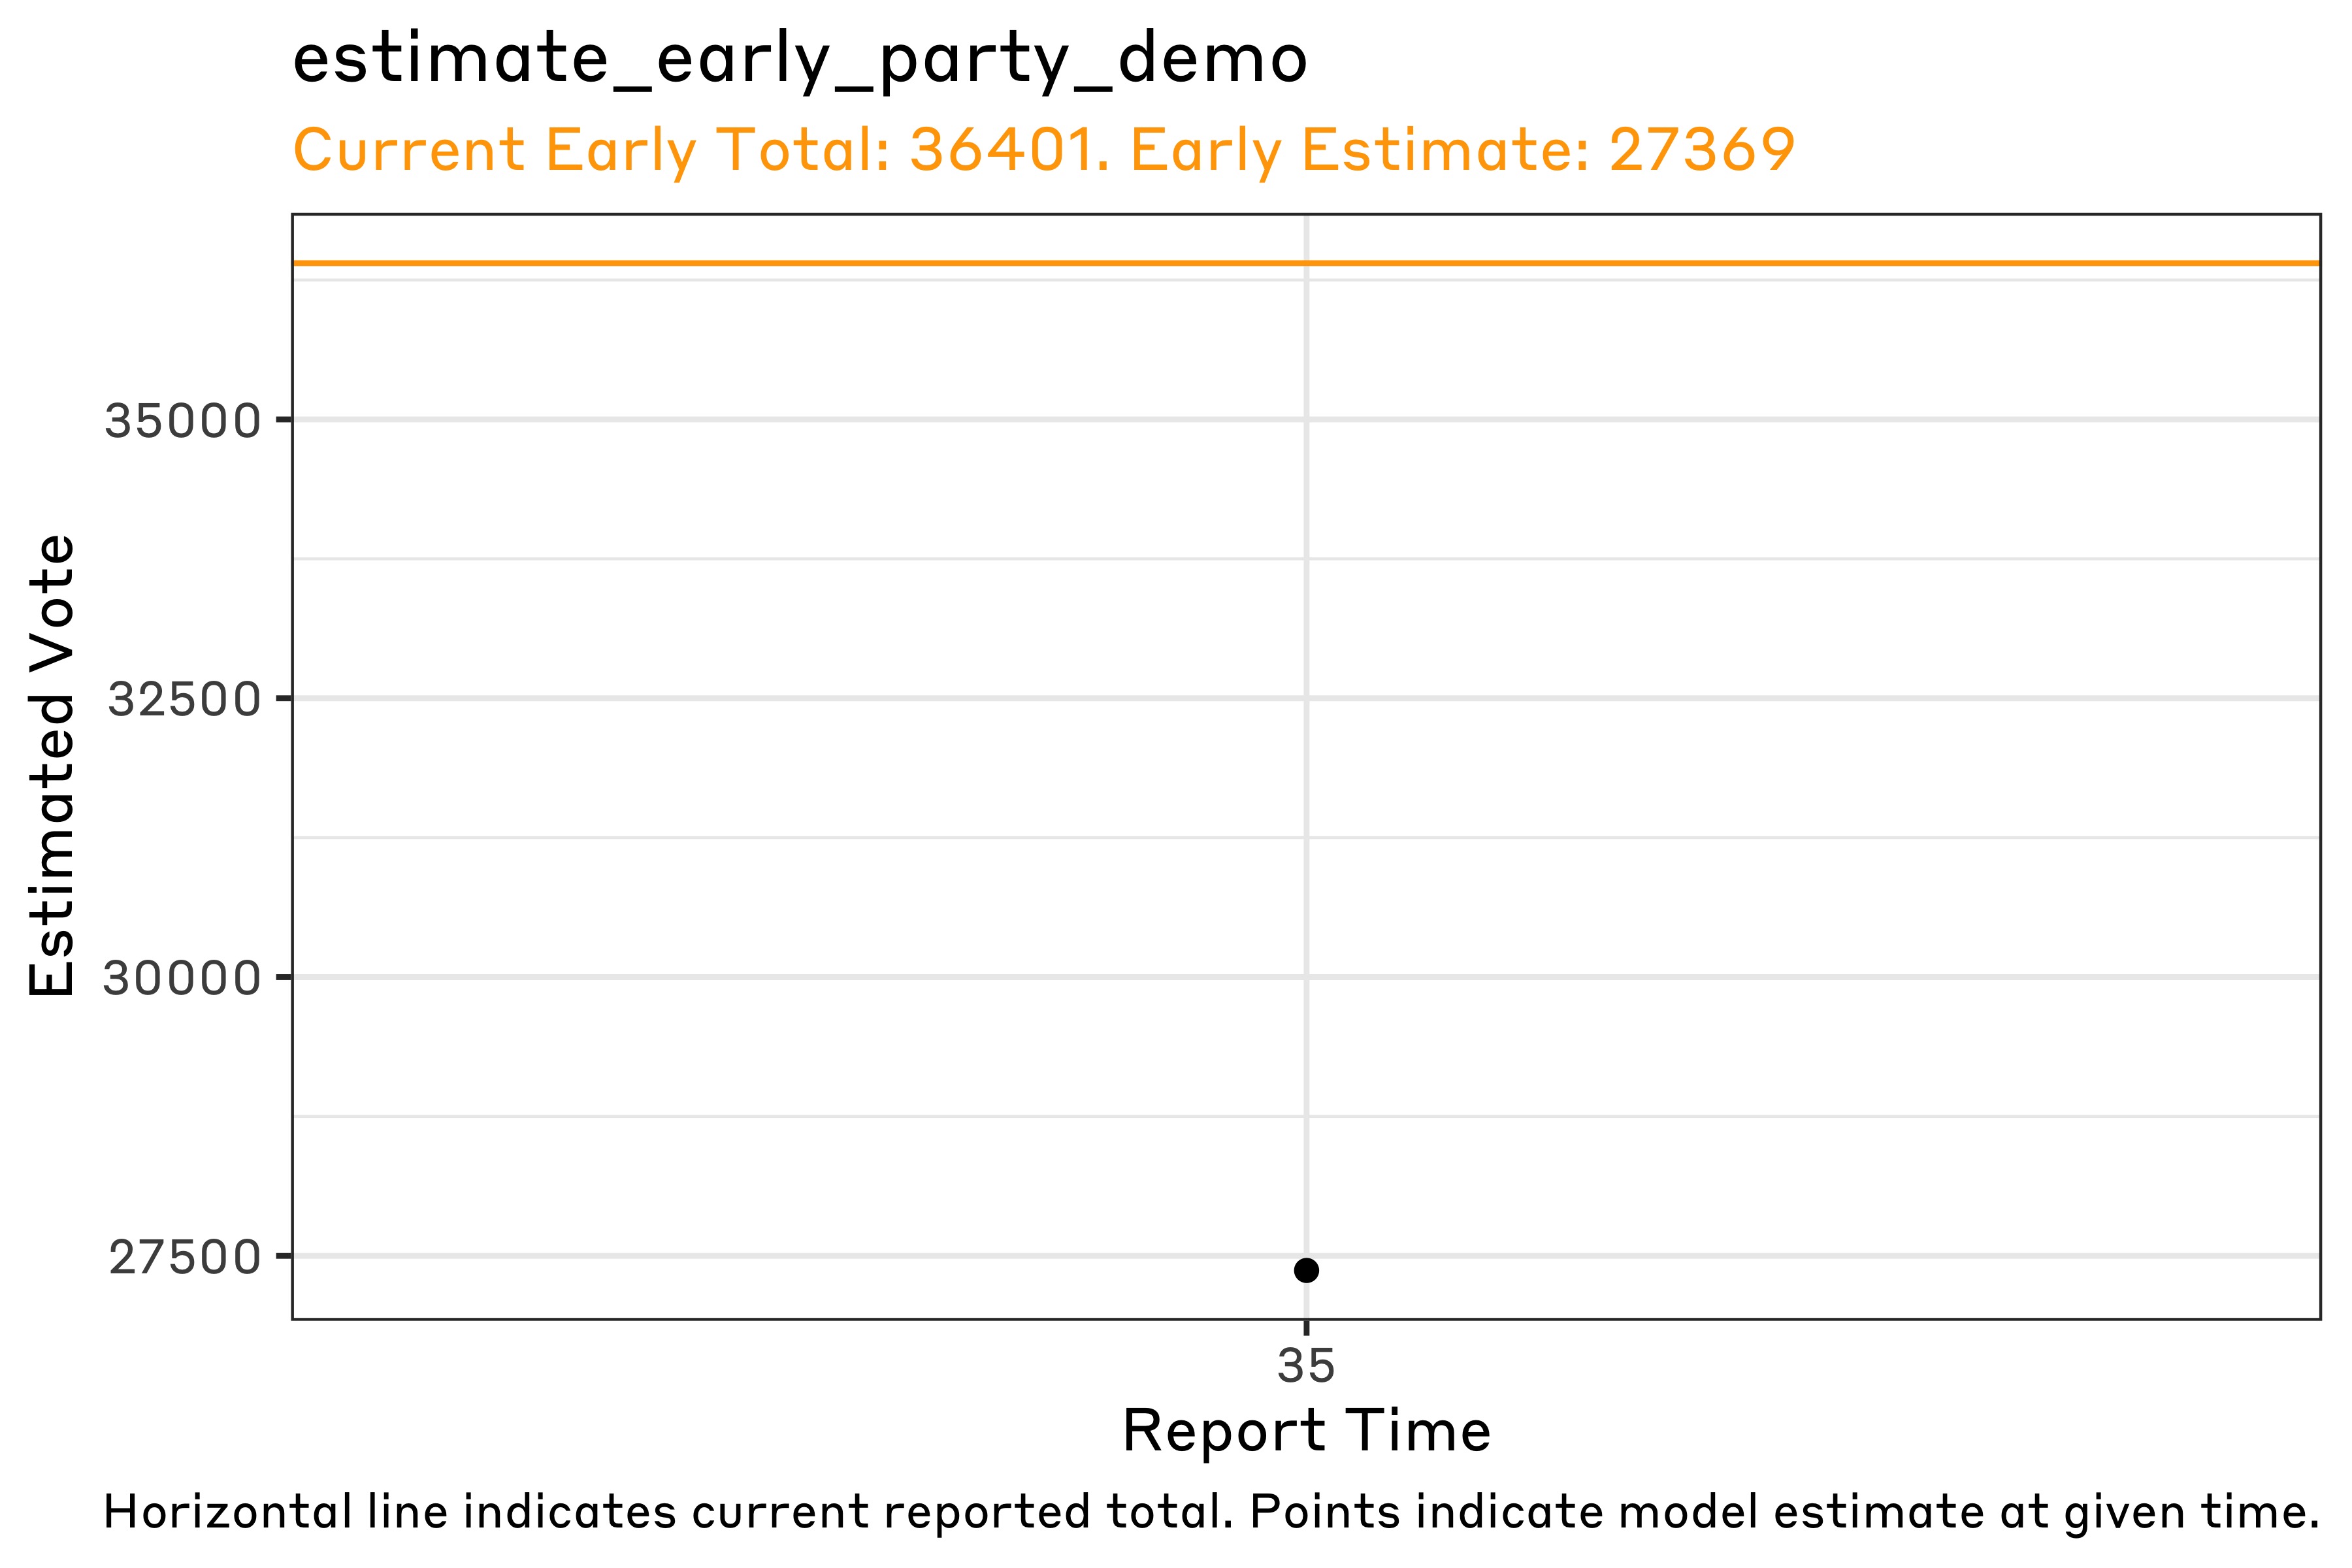 estimate_early_party_demo
Current Early Total: 36401. Early Estimate: 27369
Estimated Vote
35000
32500
30000
27500
35
Report Time
Horizontal line indicates current reported total. Points indicate model estimate at given time.